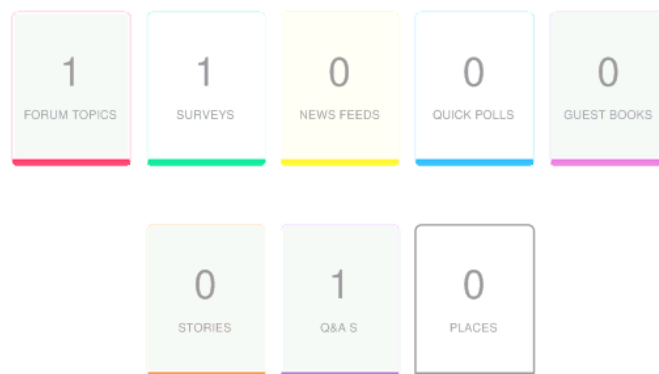 1 1 0 0 0
FORUM TOPICS SURVEYS NEWS FEEDS QUICK POLLS GUEST BOOKS
0 1 0
STORIES Q&A S PLACES